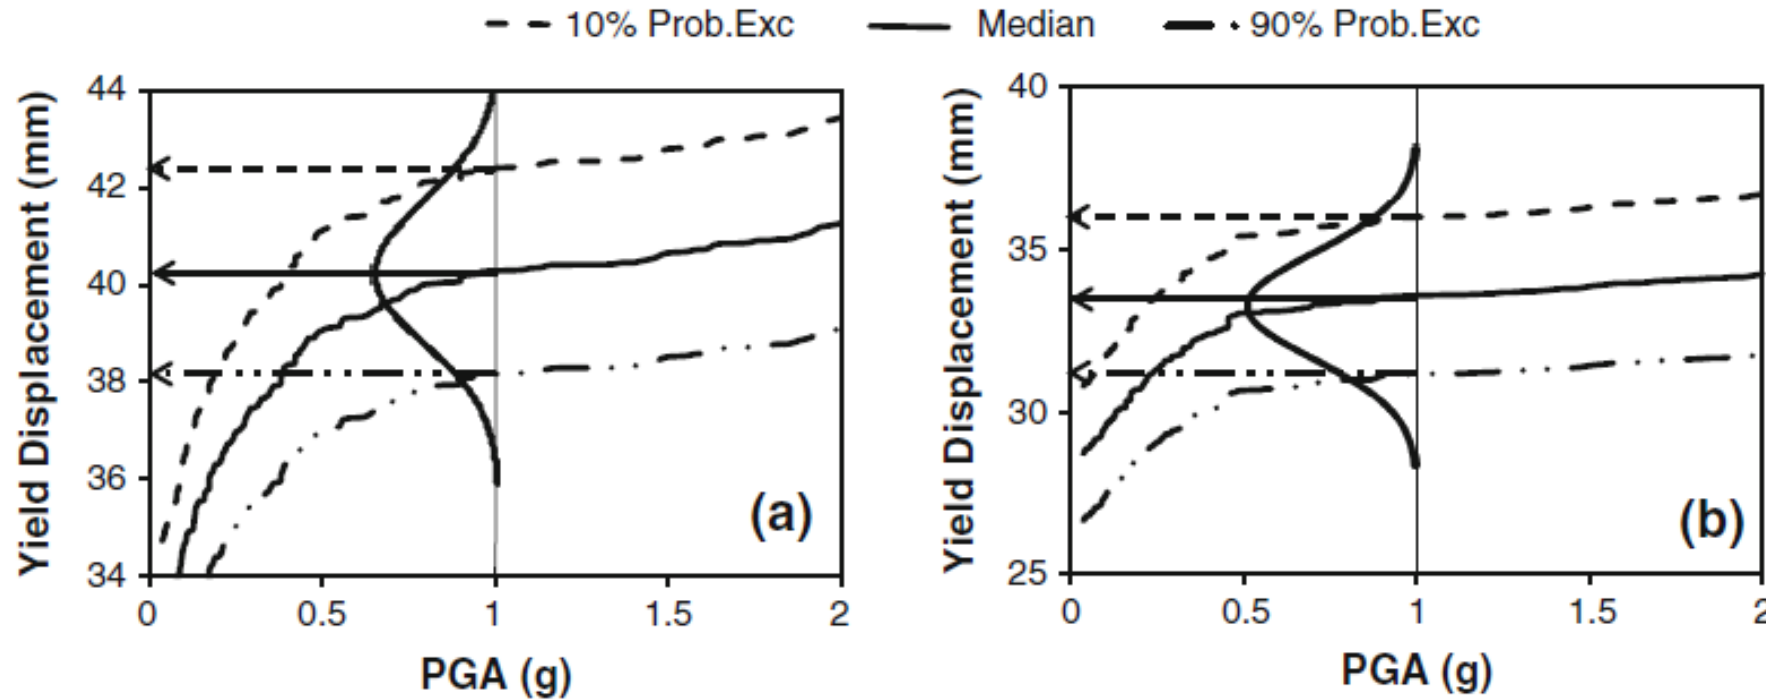 10% Prob.Exc Median 90% Prob.Exc
Yield Displacement (mm)
44
42
40
38
36
34
0 0.5 1 1.5 2
PGA (g)
(a)
Yield Displacement (mm)
40
35
30
25
0 0.5 1 1.5 2
PGA (g)
(b)